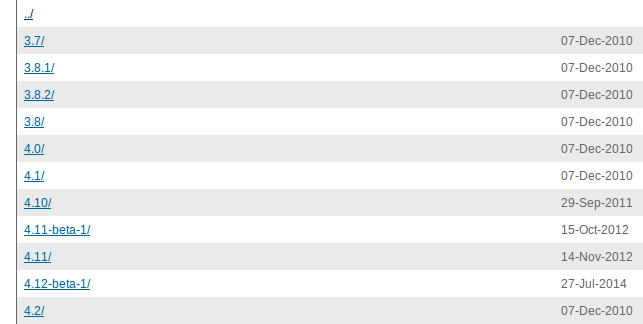 ../
3.7/ 07-Dec-2010
3.8.1/ 07-Dec-2010
3.8.2/ 07-Dec-2010
3.8/ 07-Dec-2010
4.0/ 07-Dec-2010
4.1/ 07-Dec-2010
4.10/ 29-Sep-2011
4.11-beta-1/ 15-Oct-2012
4.11/ 14-Nov-2012
4.12-beta-1/ 27-Jul-2014
4.2/ 07-Dec-2010